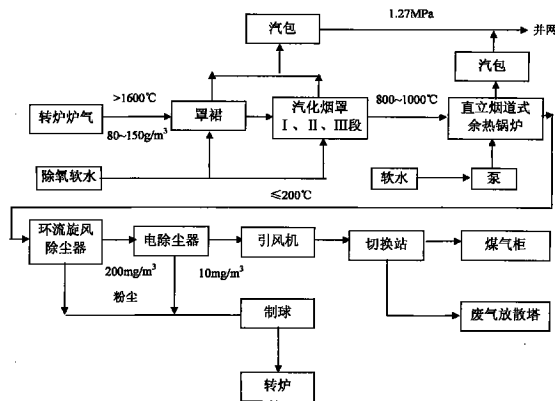 汽包
1.27MPa
并网
汽包
>1600℃
转炉炉气
80~150g/m³
罩裙
汽化烟罩
Ⅰ、Ⅱ、Ⅲ段
800~1000℃
直立烟道式
余热锅炉
除氧软水
软水
泵
≤200℃
环流旋风
除尘器
电除尘器
引风机
切换站
煤气柜
200mg/m³
10mg/m³
粉尘
制球
废气放散塔
转炉